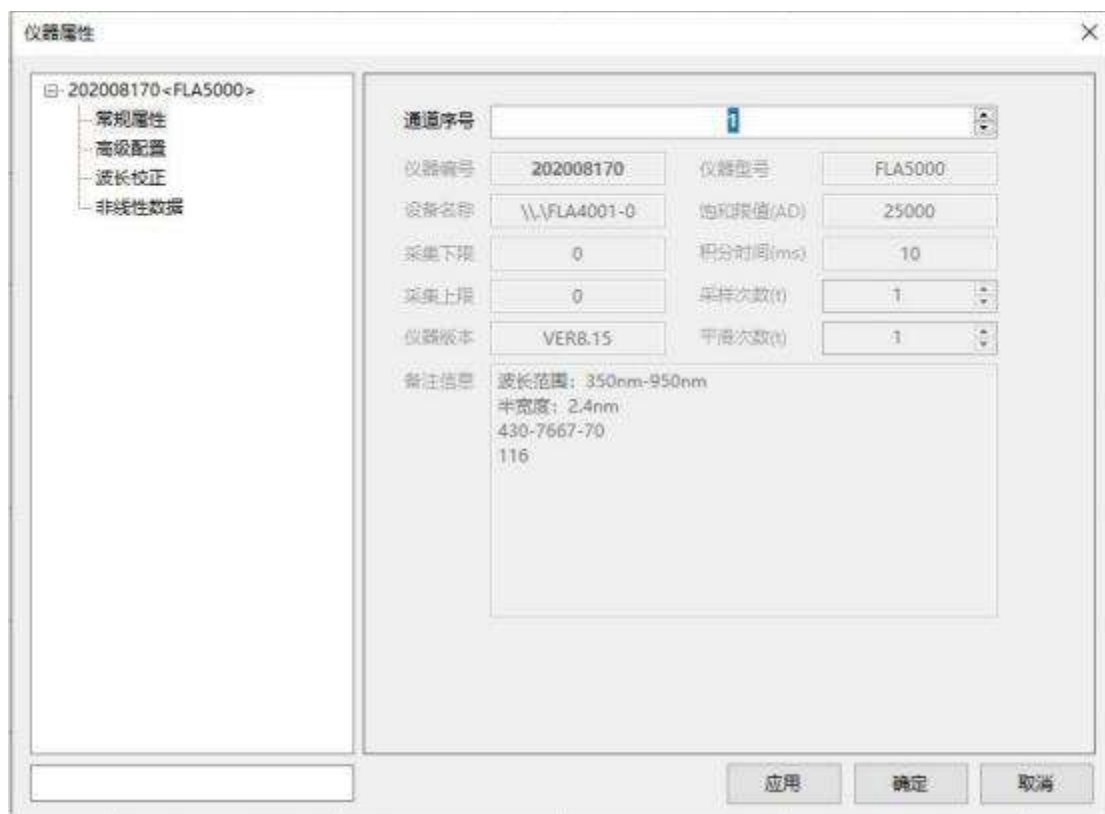 仪器属性
202008170<FLA5000>
常规属性
高级配置
波长校正
非线性数据
通道序号 1
仪器编号 202008170 仪器型号 FLA5000
设备名称 \\.\FLA4001-0 饱和限值(AD) 25000
采集下限 0 积分时间(ms) 10
采集上限 0 采样次数(t) 1
仪器版本 VER8.15 平滑次数(t) 1
备注信息 波长范围：350nm-950nm
半宽度：2.4nm
430-7667-70
116
应用 确定 取消